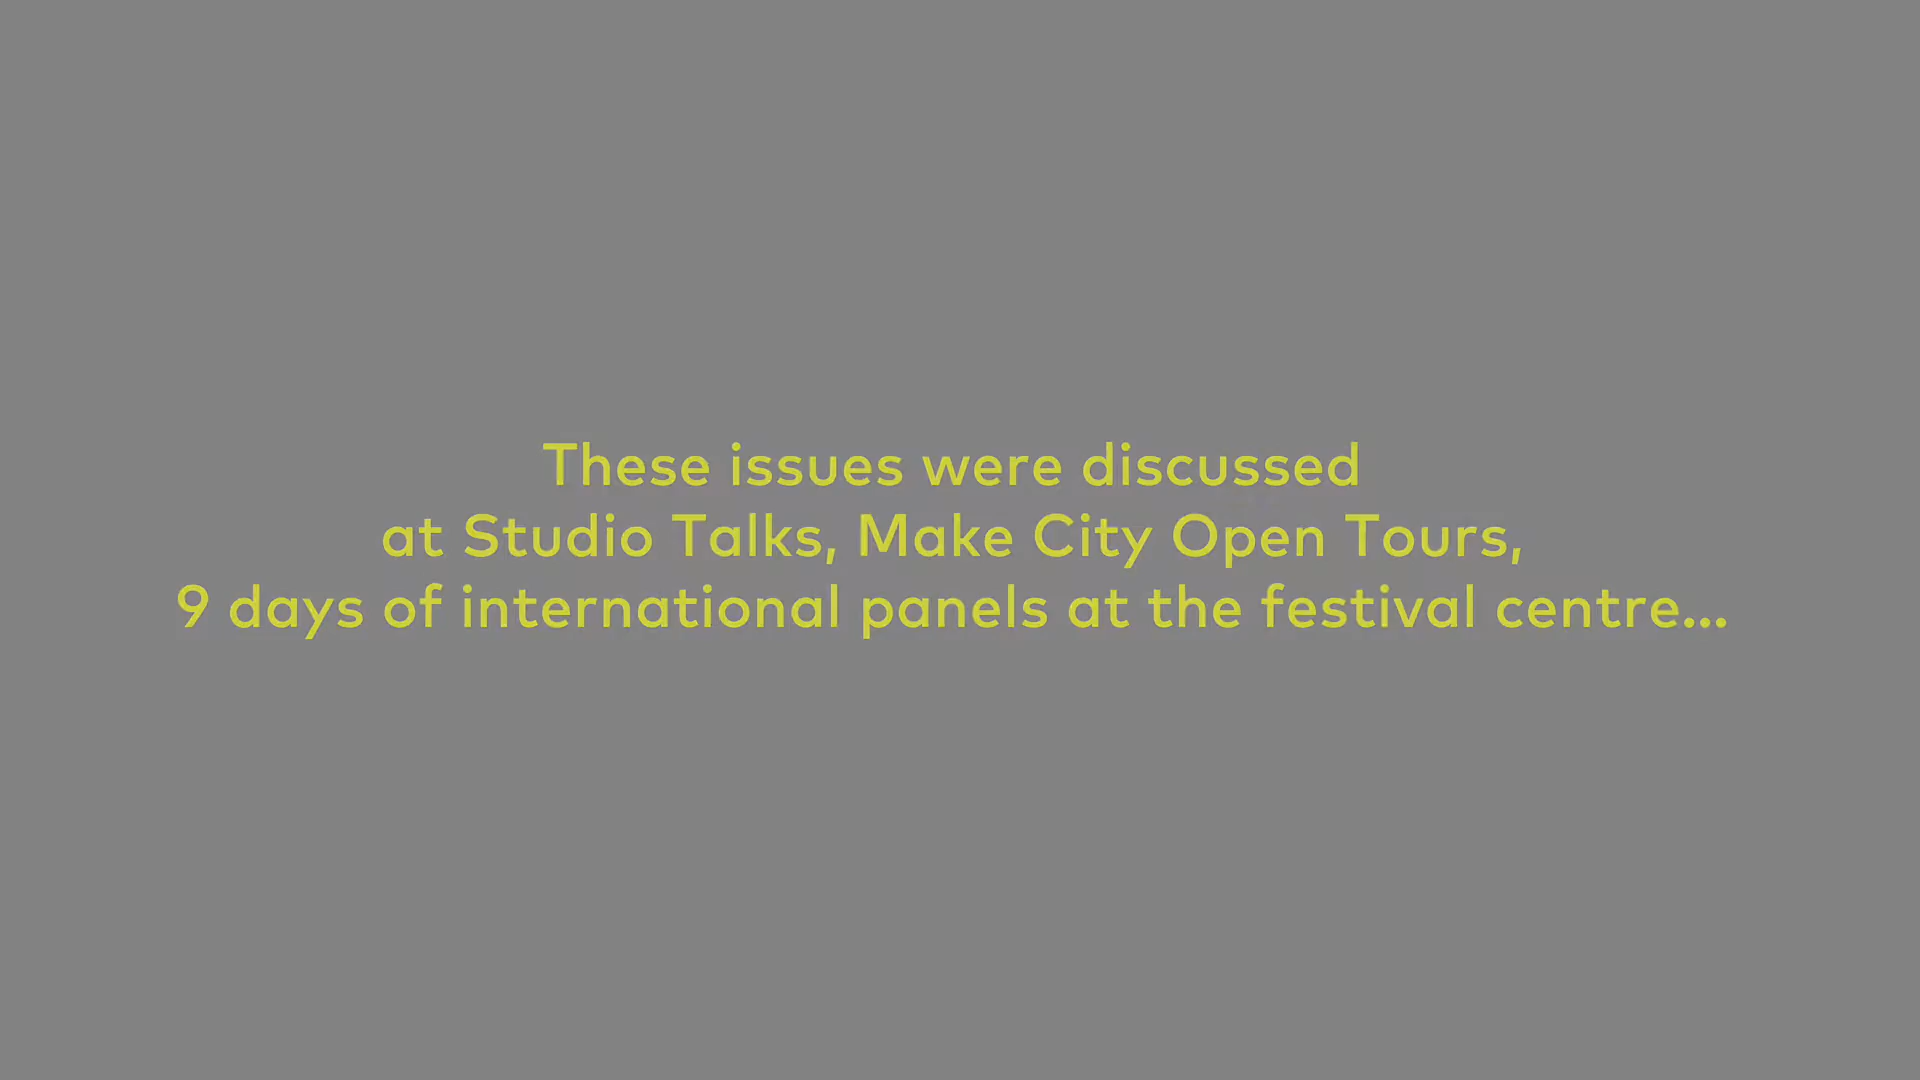 These issues were discussed
at Studio Talks, Make City Open Tours,
9 days of international panels at the festival centre...